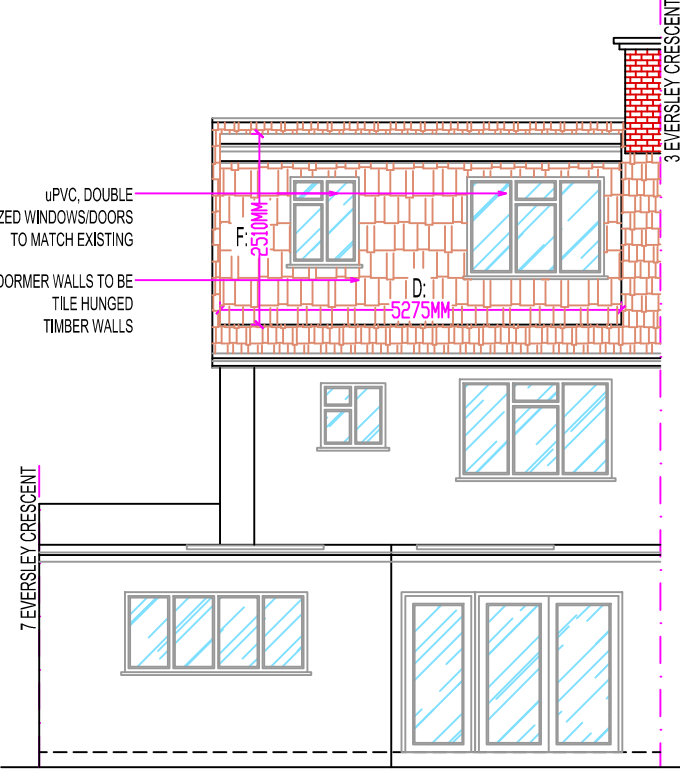 3 EVERSLEY CRESCENT
uPVC, DOUBLE
ZED WINDOWS/DOORS
TO MATCH EXISTING
F:
2510MM
DORMER WALLS TO BE
TILE HUNGED
TIMBER WALLS
D:
5275MM
7 EVERSLEY CRESCENT